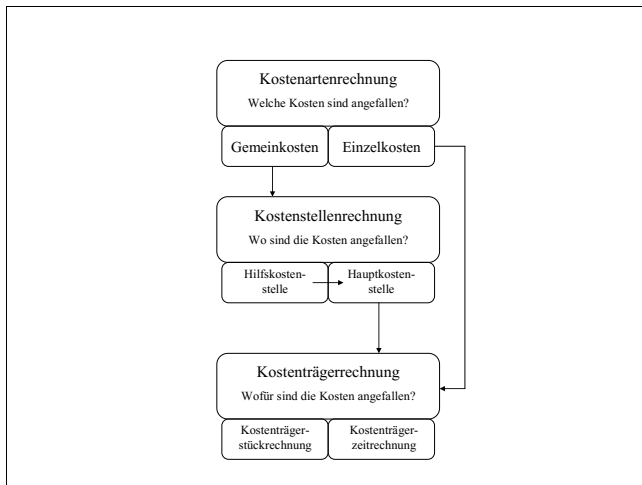 Kostenartenrechnung
Welche Kosten sind angefallen?
Gemeinkosten
Einzelkosten
Kostenstellenrechnung
Wo sind die Kosten angefallen?
Hilfskosten-
stelle
Hauptkosten-
stelle
Kostenträgerrechnung
Wofür sind die Kosten angefallen?
Kostenträger-
stückrechnung
Kostenträger-
zeitrechnung